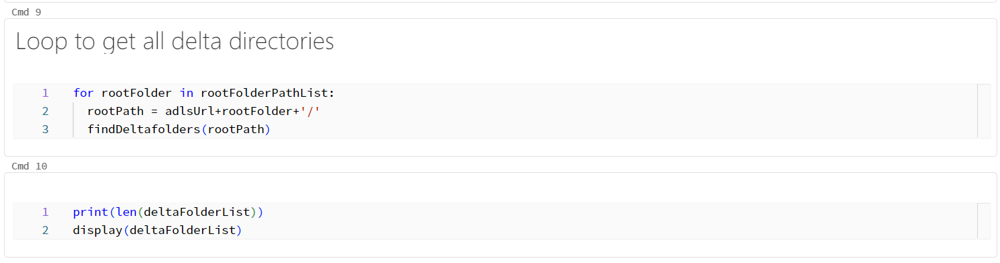 Cmd 9
Loop to get all delta directories
1 for rootFolder in rootFolderPathList:
2 rootPath = adlsUrl+rootFolder+'/'
3 findDeltafolders(rootPath)
Cmd 10
1 print(len(deltaFolderList))
2 display(deltaFolderList)